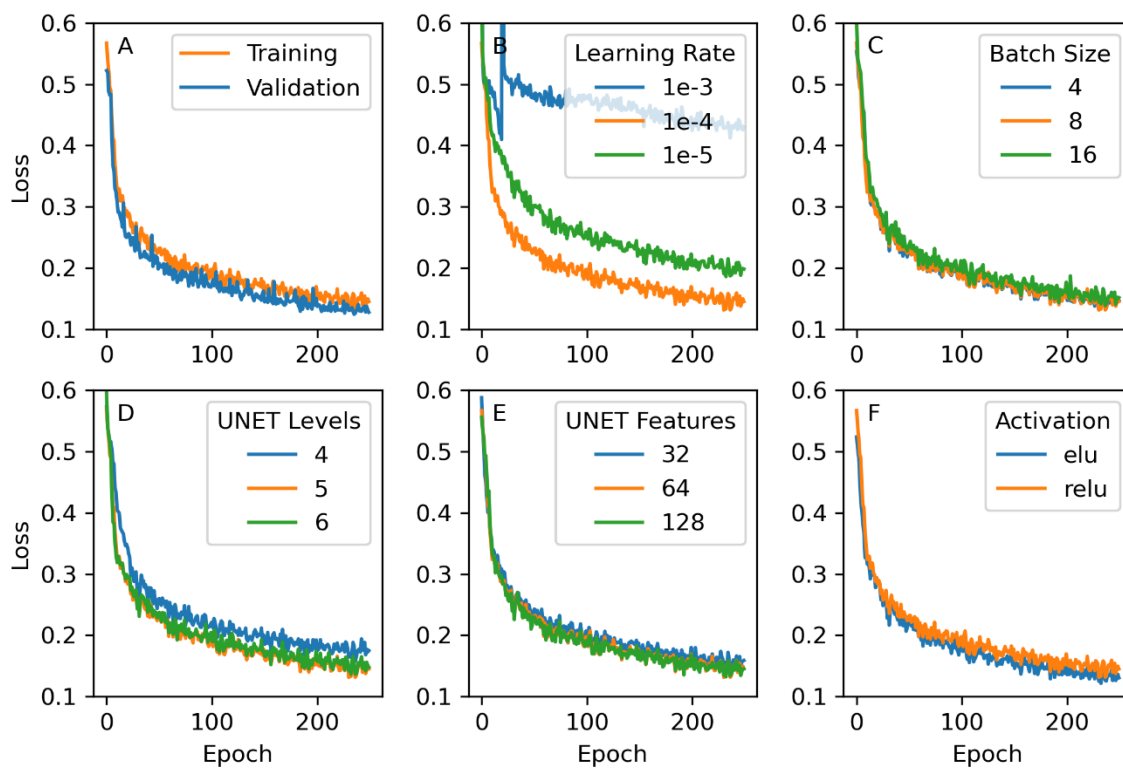 A
Training
Validation
Loss
0.6
0.5
0.4
0.3
0.2
0.1
0
100
200
B
Learning Rate
1e-3
1e-4
1e-5
0.6
0.5
0.4
0.3
0.2
0.1
0
100
200
C
Batch Size
4
8
16
0.6
0.5
0.4
0.3
0.2
0.1
0
100
200
D
UNET Levels
4
5
6
Loss
0.6
0.5
0.4
0.3
0.2
0.1
0
100
200
Epoch
E
UNET Features
32
64
128
0.6
0.5
0.4
0.3
0.2
0.1
0
100
200
Epoch
F
Activation
elu
relu
0.6
0.5
0.4
0.3
0.2
0.1
0
100
200
Epoch